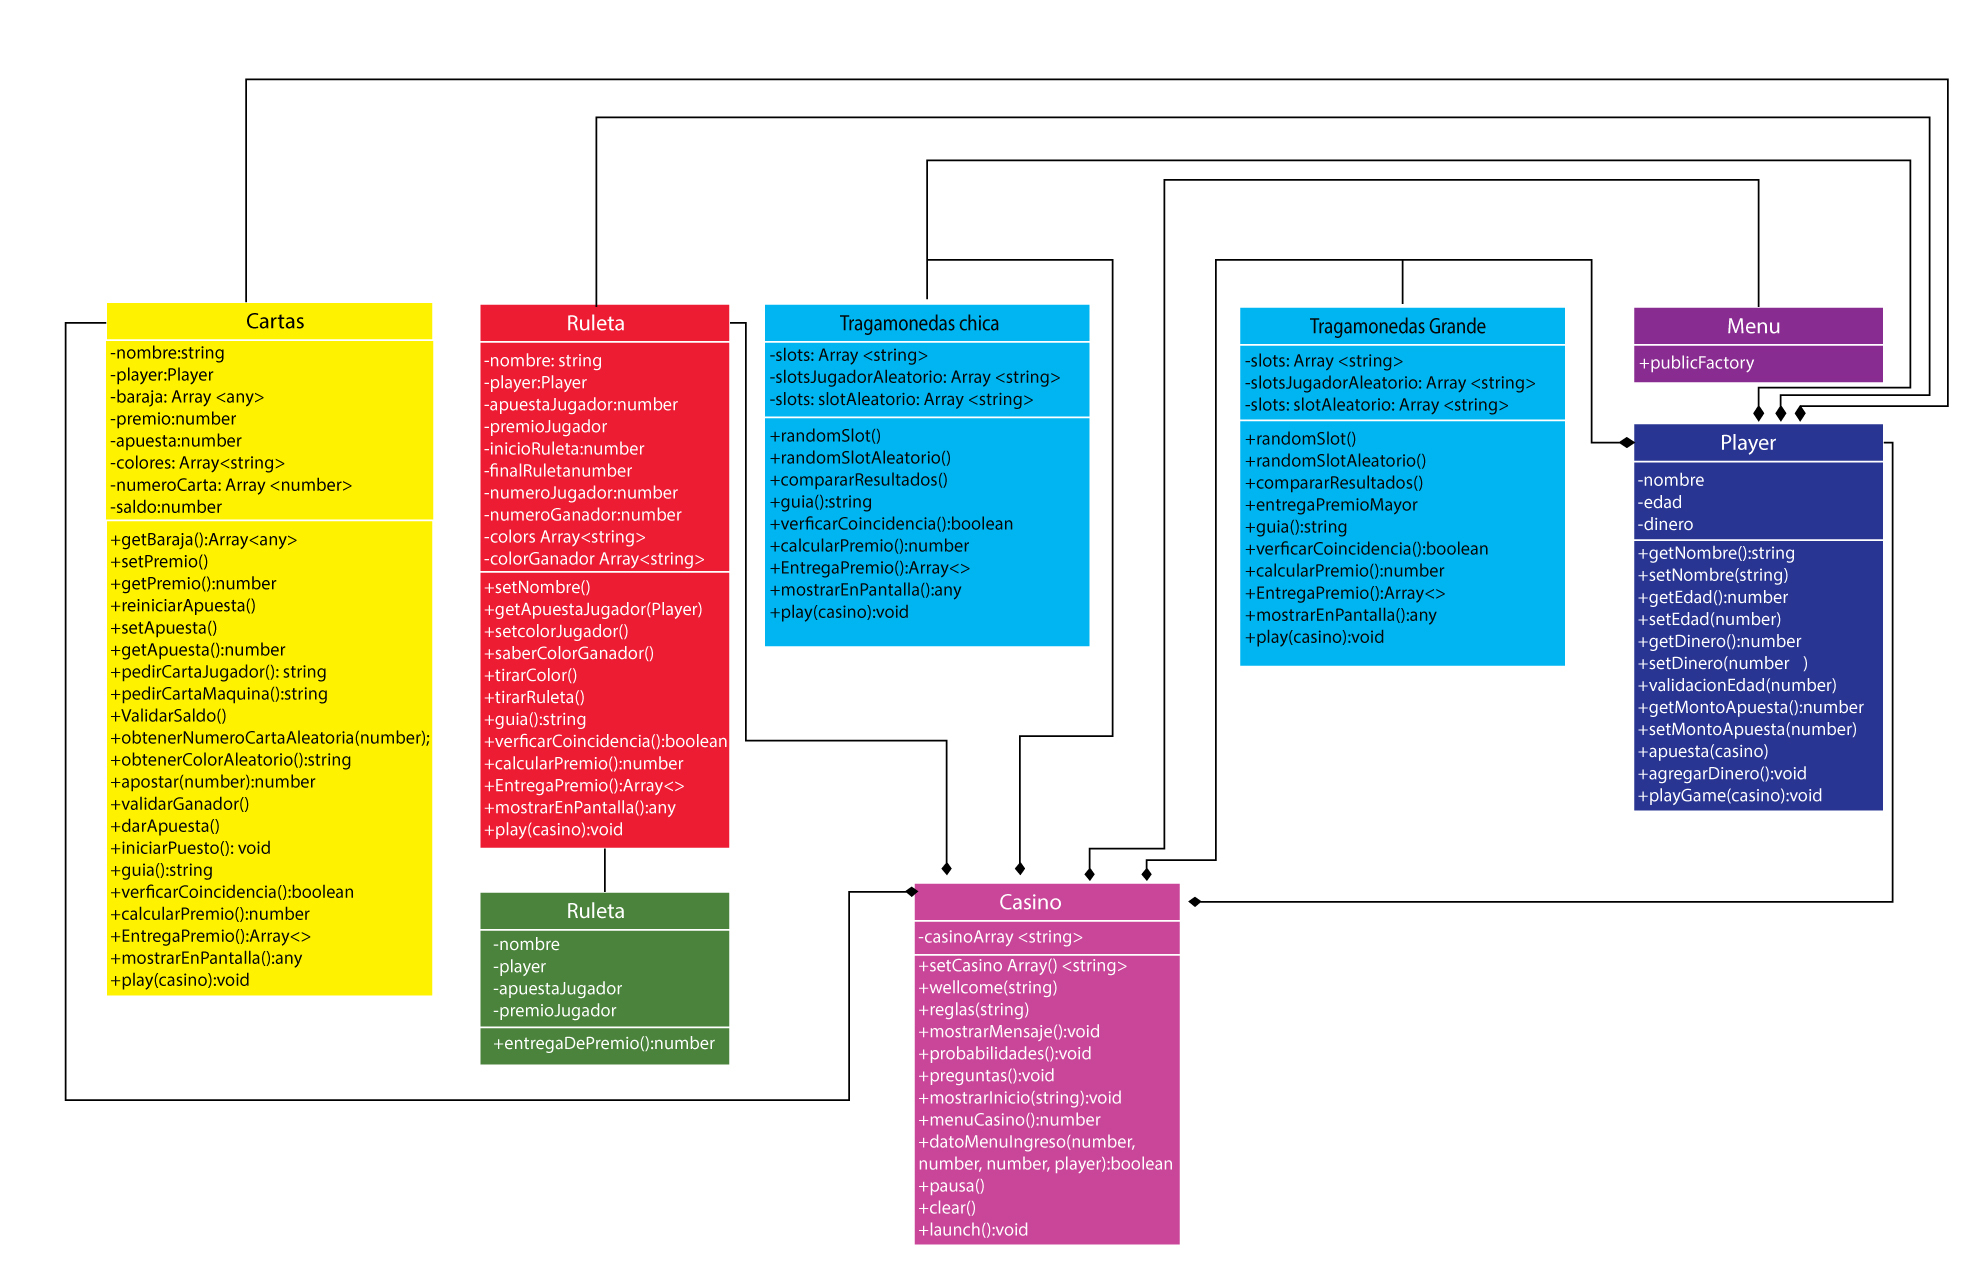 Cartas
-nombre:string
-player:Player
-baraja: Array <any>
-premio:number
-apuesta:number
-colores: Array<string>
-numeroCarta: Array <number>
-saldo:number
+getBaraja():Array<any>
+setPremio()
+getPremio():number
+reiniciarApuesta()
+setApuesta()
+getApuesta():number
+pedirCartaJugador(): string
+pedirCartaMaquina():string
+ValidarSaldo()
+obtenerNumeroCartaAleatoria(number);
+obtenerColorAleatorio():string
+apostar(number):number
+validarGanador()
+darApuesta()
+iniciarPuesto(): void
+guia():string
+verficarCoincidencia():boolean
+calcularPremio():number
+EntregaPremio():Array<>
+mostrarEnPantalla():any
+play(casino):void
Ruleta
-nombre: string
-player:Player
-apuestaJugador:number
-premioJugador
-inicioRuleta:number
-finalRuletanumber
-numeroJugador:number
-numeroGanador:number
-colors Array<string>
-colorGanador Array<string>
+setNombre()
+getApuestaJugador(Player)
+setcolorJugador()
+saberColorGanador()
+tirarColor()
+tirarRuleta()
+guia():string
+verficarCoincidencia():boolean
+calcularPremio():number
+EntregaPremio():Array<>
+mostrarEnPantalla():any
+play(casino):void
Ruleta
-nombre
-player
-apuestaJugador
-premioJugador
+entregaDePremio():number
Tragamonedas chica
-slots: Array <string>
-slotsJugadorAleatorio: Array <string>
-slots: slotAleatorio: Array <string>
+randomSlot()
+randomSlotAleatorio()
+compararResultados()
+guia():string
+verficarCoincidencia():boolean
+calcularPremio():number
+EntregaPremio():Array<>
+mostrarEnPantalla():any
+play(casino):void
Tragamonedas Grande
-slots: Array <string>
-slotsJugadorAleatorio: Array <string>
-slots: slotAleatorio: Array <string>
+randomSlot()
+randomSlotAleatorio()
+compararResultados()
+entregaPremioMayor
+guia():string
+verficarCoincidencia():boolean
+calcularPremio():number
+EntregaPremio():Array<>
+mostrarEnPantalla():any
+play(casino):void
Menu
+publicFactory
Player
-nombre
-edad
-dinero
+getNombre():string
+setNombre(string)
+getEdad():number
+setEdad(number)
+getDinero():number
+setDinero(number   )
+validacionEdad(number)
+getMontoApuesta():number
+setMontoApuesta(number)
+apuesta(casino)
+agregarDinero():void
+playGame(casino):void
Casino
-casinoArray <string>
+setCasino Array() <string>
+wellcome(string)
+reglas(string)
+mostrarMensaje():void
+probabilidades():void
+preguntas():void
+mostrarInicio(string):void
+menuCasino():number
+datoMenuIngreso(number,
number, number, player):boolean
+pausa()
+clear()
+launch():void